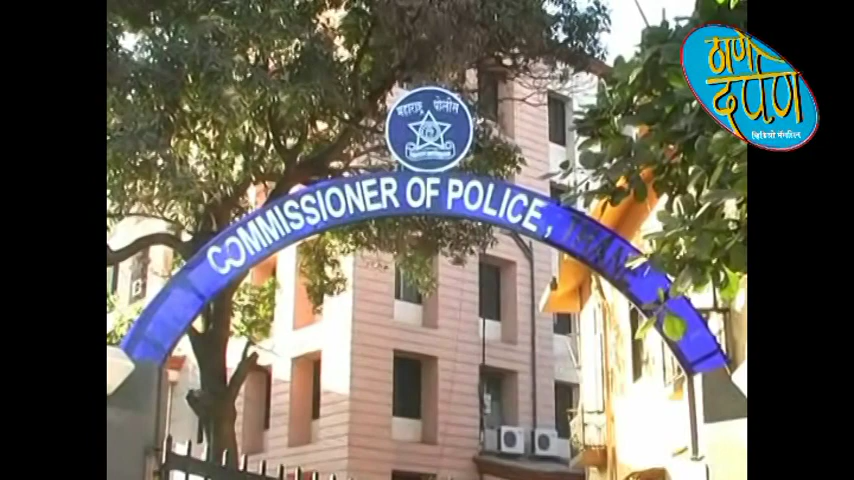 ठाणे
दर्पण
महाराष्ट्र पोलीस
COMMISSIONER OF POLICE,